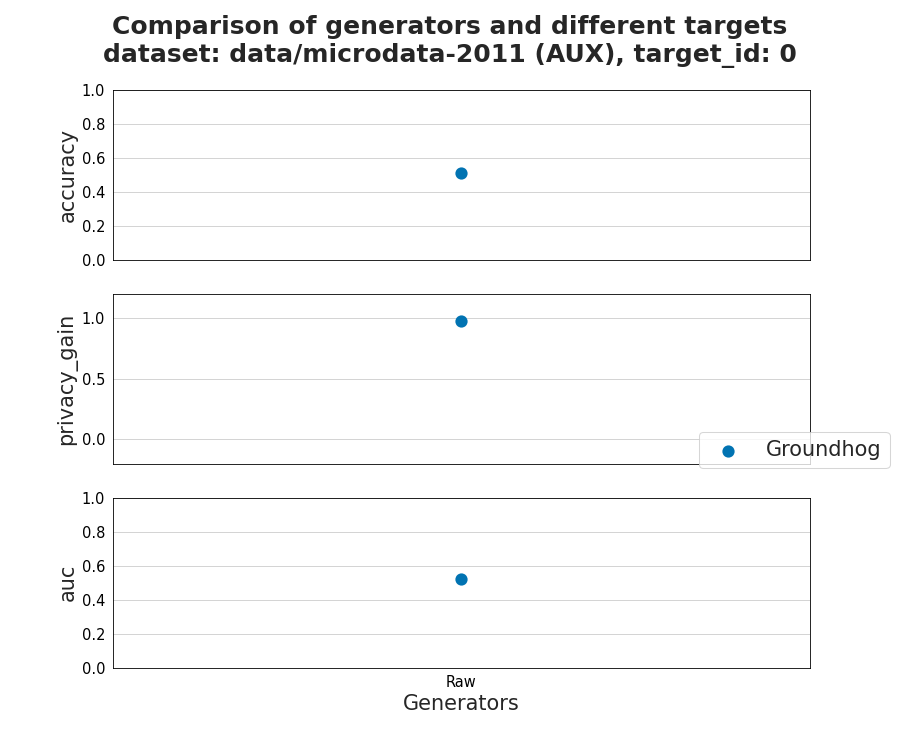 Comparison of generators and different targets
dataset: data/microdata-2011 (AUX), target_id: 0
1.0
0.8
0.6
0.4
0.2
0.0
accuracy
1.0
0.5
0.0
privacy_gain
Groundhog
1.0
0.8
0.6
0.4
0.2
0.0
auc
Raw
Generators